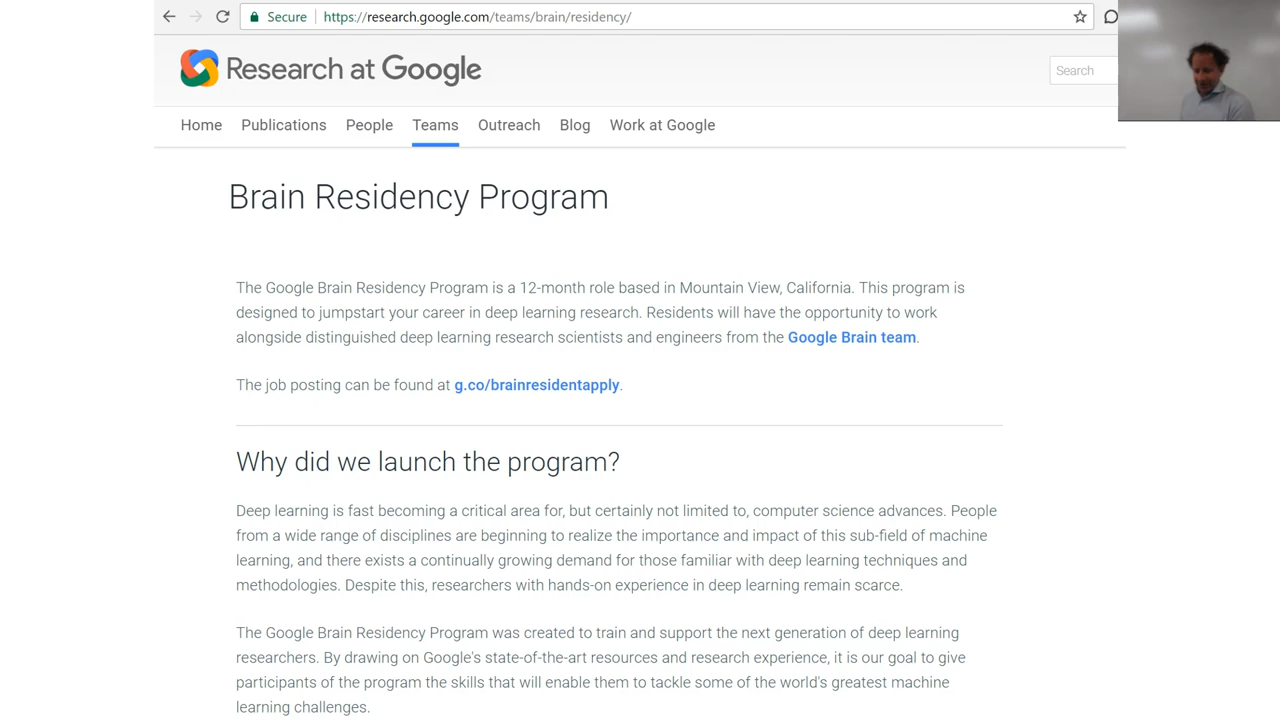 Secure https://research.google.com/teams/brain/residency/
Research at Google
Search
Home Publications People Teams Outreach Blog Work at Google
Brain Residency Program
The Google Brain Residency Program is a 12-month role based in Mountain View, California. This program is
designed to jumpstart your career in deep learning research. Residents will have the opportunity to work
alongside distinguished deep learning research scientists and engineers from the Google Brain team.
The job posting can be found at g.co/brainresidentapply.
Why did we launch the program?
Deep learning is fast becoming a critical area for, but certainly not limited to, computer science advances. People
from a wide range of disciplines are beginning to realize the importance and impact of this sub-field of machine
learning, and there exists a continually growing demand for those familiar with deep learning techniques and
methodologies. Despite this, researchers with hands-on experience in deep learning remain scarce.
The Google Brain Residency Program was created to train and support the next generation of deep learning
researchers. By drawing on Google's state-of-the-art resources and research experience, it is our goal to give
participants of the program the skills that will enable them to tackle some of the world's greatest machine
learning challenges.